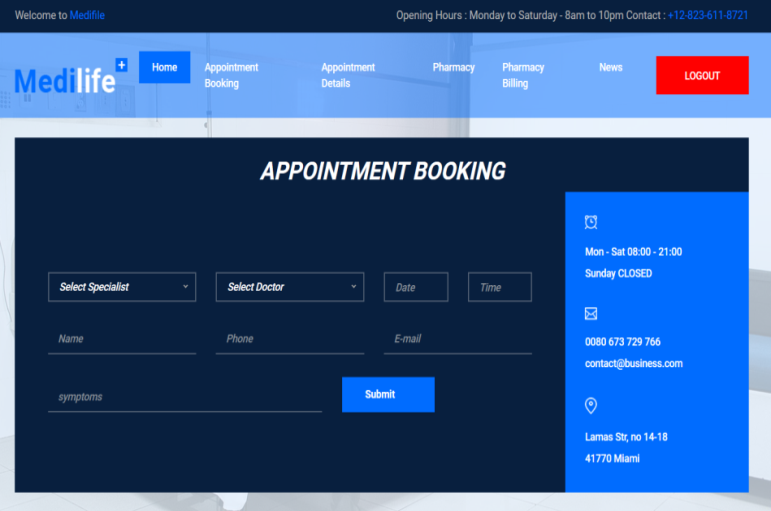 Welcome to Medifile
Opening Hours : Monday to Saturday - 8am to 10pm Contact : +12-823-611-8721
Medilife+
Home
Appointment
Booking
Appointment
Details
Pharmacy
Pharmacy
Billing
News
LOGOUT
APPOINTMENT BOOKING
Select Specialist
Select Doctor
Date
Time
Name
Phone
E-mail
symptoms
Submit
Mon - Sat 08:00 - 21:00
Sunday CLOSED
0080 673 729 766
contact@business.com
Lamas Str, no 14-18
41770 Miami